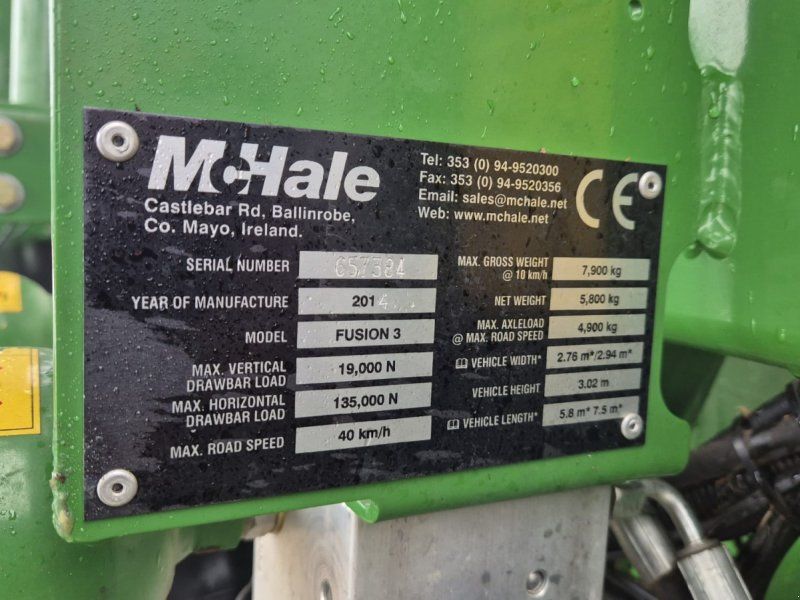 McHale
Castlebar Rd, Ballinrobe,
Co. Mayo, Ireland.
Tel: 353 (0) 94-9520300
Fax: 353 (0) 94-9520356
Email: sales@mchale.net
Web: www.mchale.net
CE
SERIAL NUMBER 657384
YEAR OF MANUFACTURE 2014
MODEL FUSION 3
MAX. VERTICAL
DRAWBAR LOAD 19,000 N
MAX. HORIZONTAL
DRAWBAR LOAD 135,000 N
MAX. ROAD SPEED 40 km/h
MAX. GROSS WEIGHT
@ 10 km/h 7,900 kg
NET WEIGHT 5,800 kg
MAX. AXLELOAD
@ MAX. ROAD SPEED 4,900 kg
VEHICLE WIDTH* 2.76 m*/2.94 m*
VEHICLE HEIGHT 3.02 m
VEHICLE LENGTH* 5.8 m* 7.5 m*